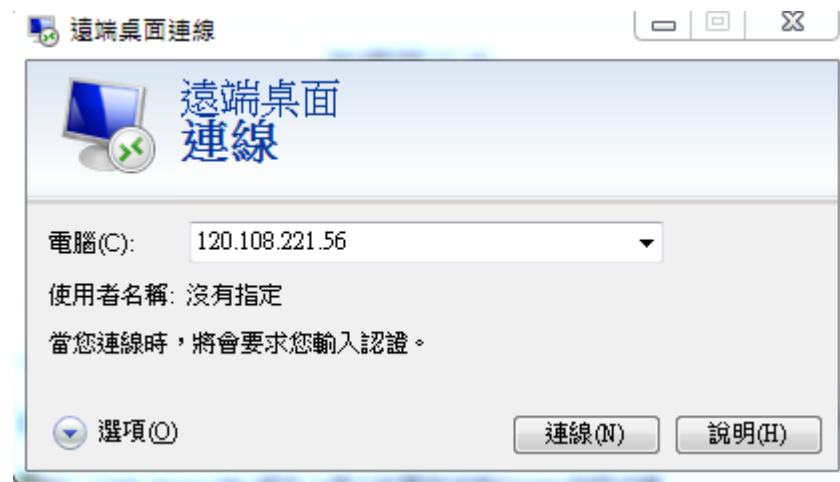 遠端桌面連線
遠端桌面
連線
電腦(C): 120.108.221.56
使用者名稱: 沒有指定
當您連線時，將會要求您輸入認證。
選項(O) 連線(N) 說明(H)